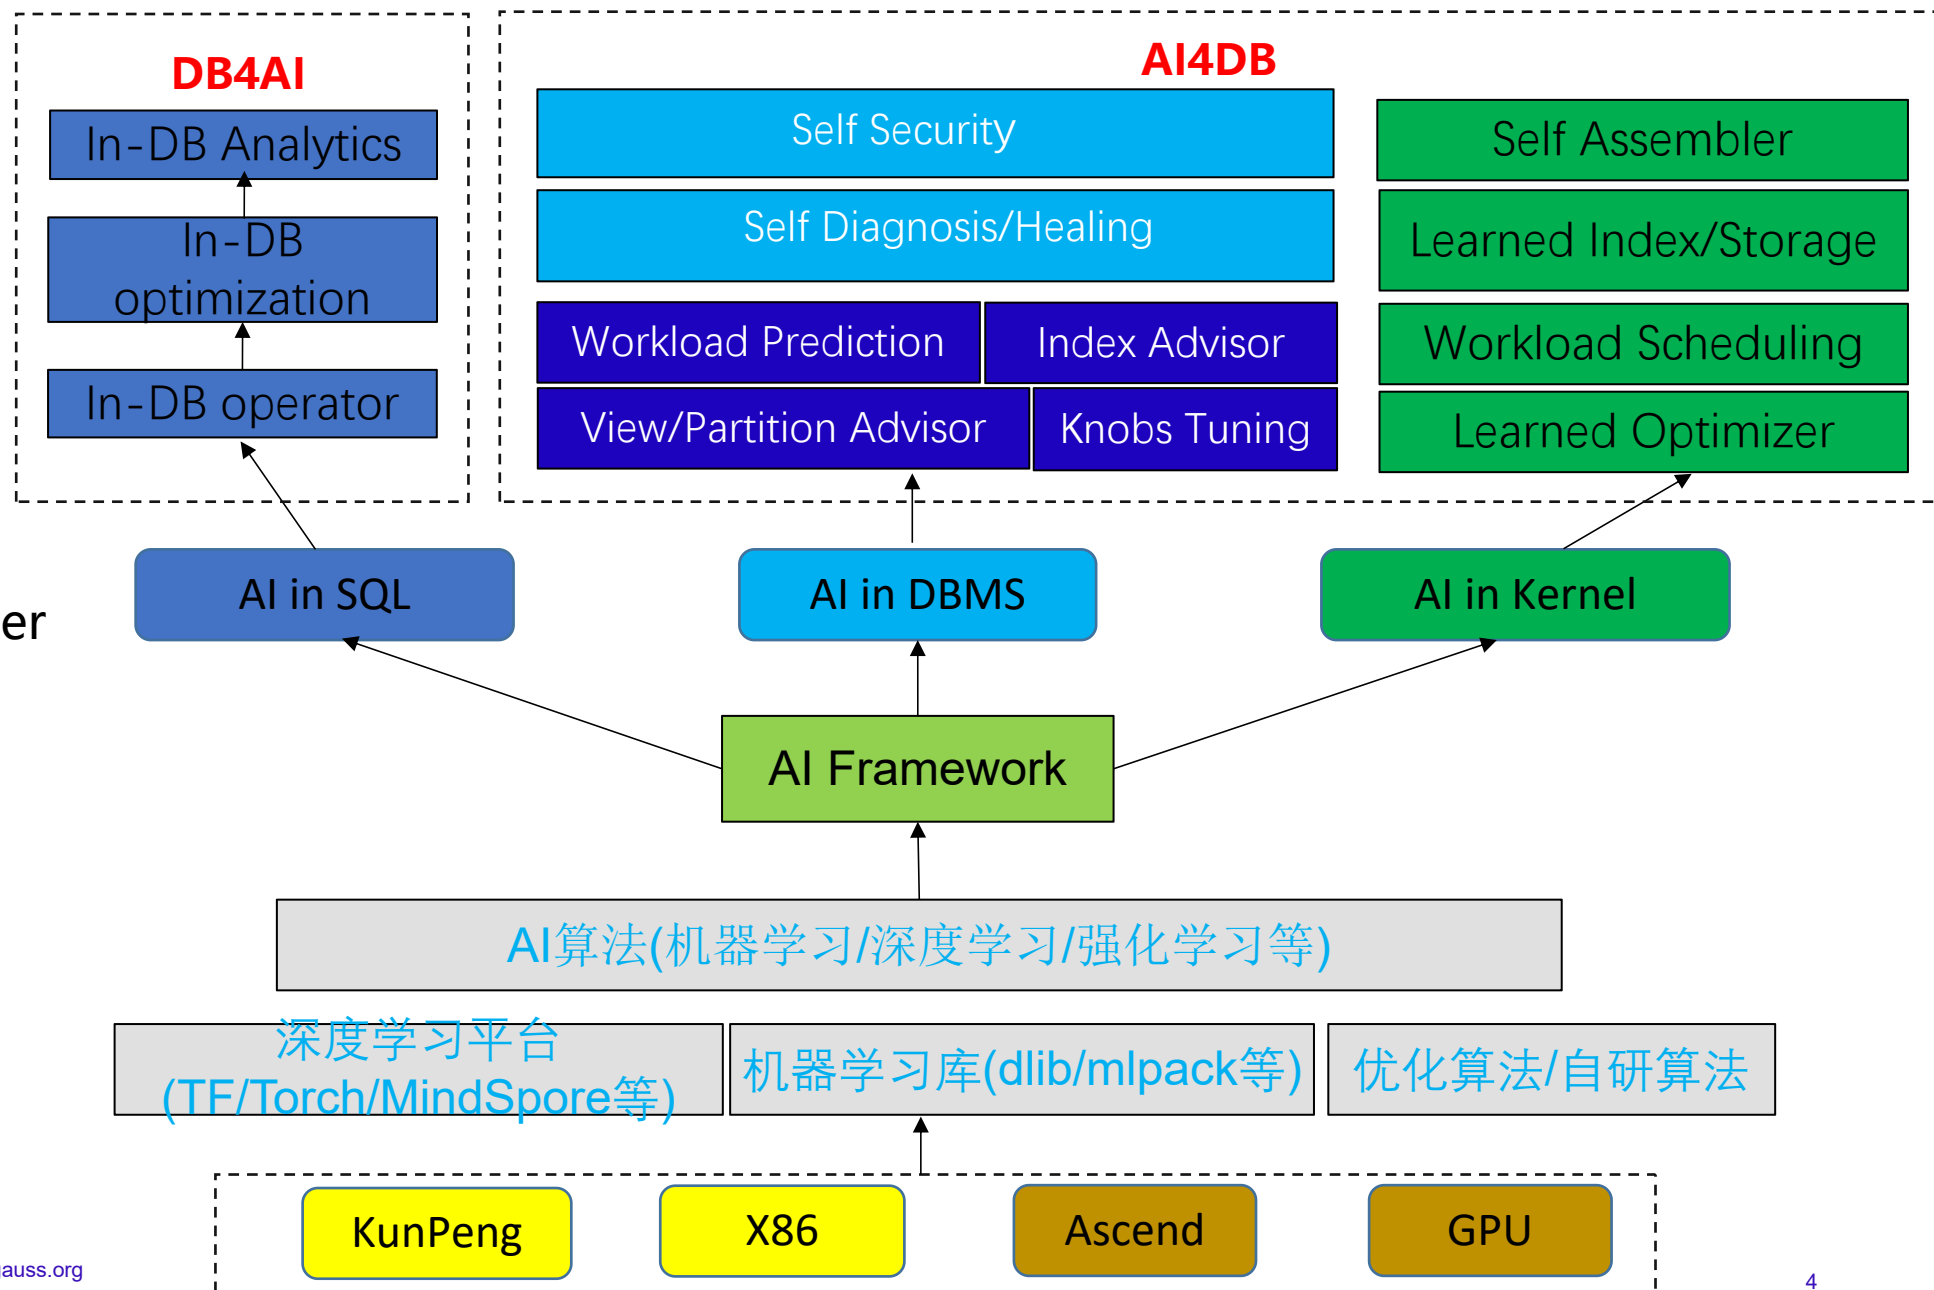 DB4AI
In-DB Analytics
In-DB
optimization
In-DB operator
AI4DB
Self Security
Self Diagnosis/Healing
Workload Prediction
Index Advisor
View/Partition Advisor
Knobs Tuning
Self Assembler
Learned Index/Storage
Workload Scheduling
Learned Optimizer
AI in SQL
AI in DBMS
AI in Kernel
er
AI Framework
AI算法(机器学习/深度学习/强化学习等)
深度学习平台
(TF/Torch/MindSpore等)
机器学习库(dlib/mlpack等)
优化算法/自研算法
KunPeng
X86
Ascend
GPU
gauss.org
4